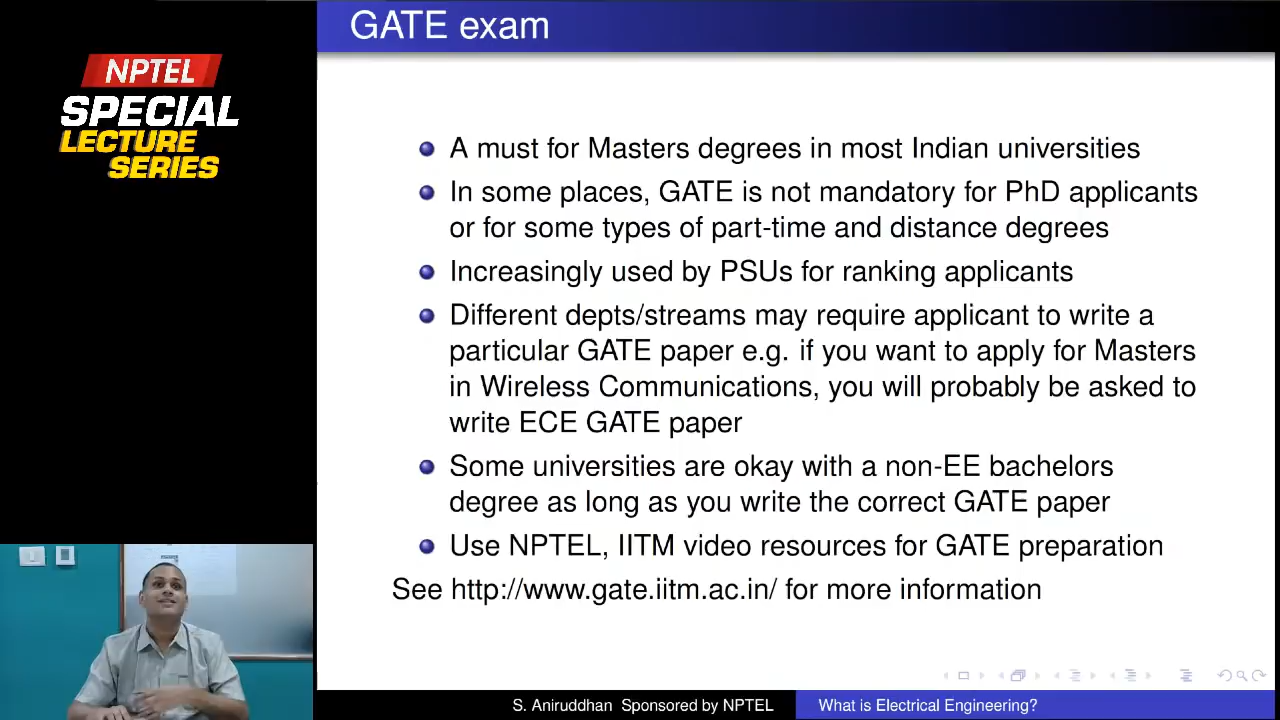 GATE exam
NPTEL
SPECIAL
LECTURE
SERIES
A must for Masters degrees in most Indian universities
In some places, GATE is not mandatory for PhD applicants
or for some types of part-time and distance degrees
Increasingly used by PSUs for ranking applicants
Different depts/streams may require applicant to write a
particular GATE paper e.g. if you want to apply for Masters
in Wireless Communications, you will probably be asked to
write ECE GATE paper
Some universities are okay with a non-EE bachelors
degree as long as you write the correct GATE paper
Use NPTEL, IITM video resources for GATE preparation
See http://www.gate.iitm.ac.in/ for more information
S. Aniruddhan Sponsored by NPTEL
What is Electrical Engineering?